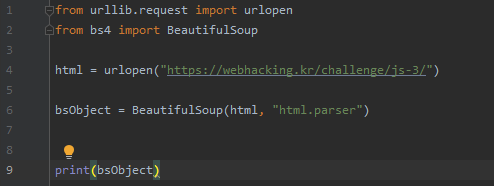 1 from urllib.request import urlopen
2 from bs4 import BeautifulSoup
3
4 html = urlopen("https://webhacking.kr/challenge/js-3/")
5
6 bsObject = BeautifulSoup(html, "html.parser")
7
8
9 print(bsObject)